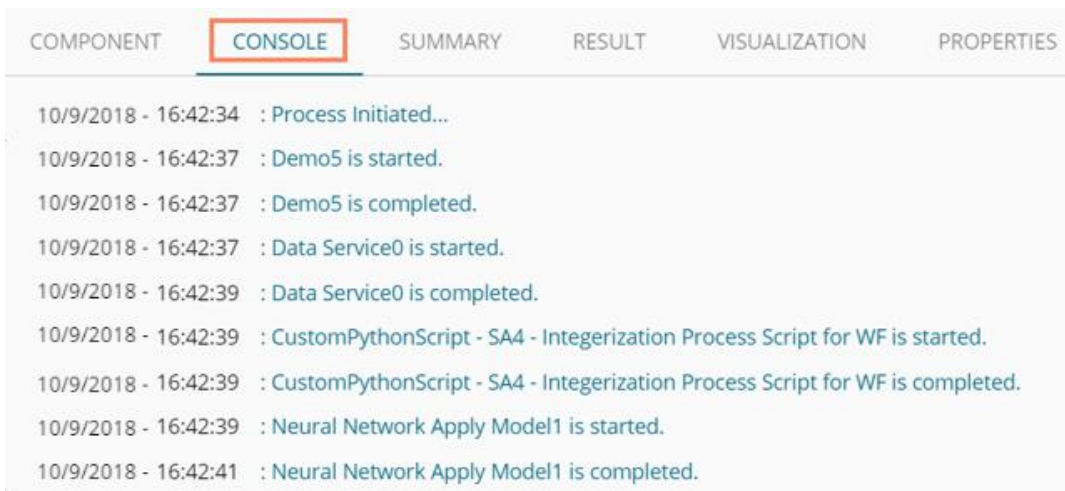 COMPONENT CONSOLE SUMMARY RESULT VISUALIZATION PROPERTIES
10/9/2018 - 16:42:34 : Process Initiated...
10/9/2018 - 16:42:37 : Demo5 is started.
10/9/2018 - 16:42:37 : Demo5 is completed.
10/9/2018 - 16:42:37 : Data Service0 is started.
10/9/2018 - 16:42:39 : Data Service0 is completed.
10/9/2018 - 16:42:39 : CustomPythonScript - SA4 - Integerization Process Script for WF is started.
10/9/2018 - 16:42:39 : CustomPythonScript - SA4 - Integerization Process Script for WF is completed.
10/9/2018 - 16:42:39 : Neural Network Apply Model1 is started.
10/9/2018 - 16:42:41 : Neural Network Apply Model1 is completed.